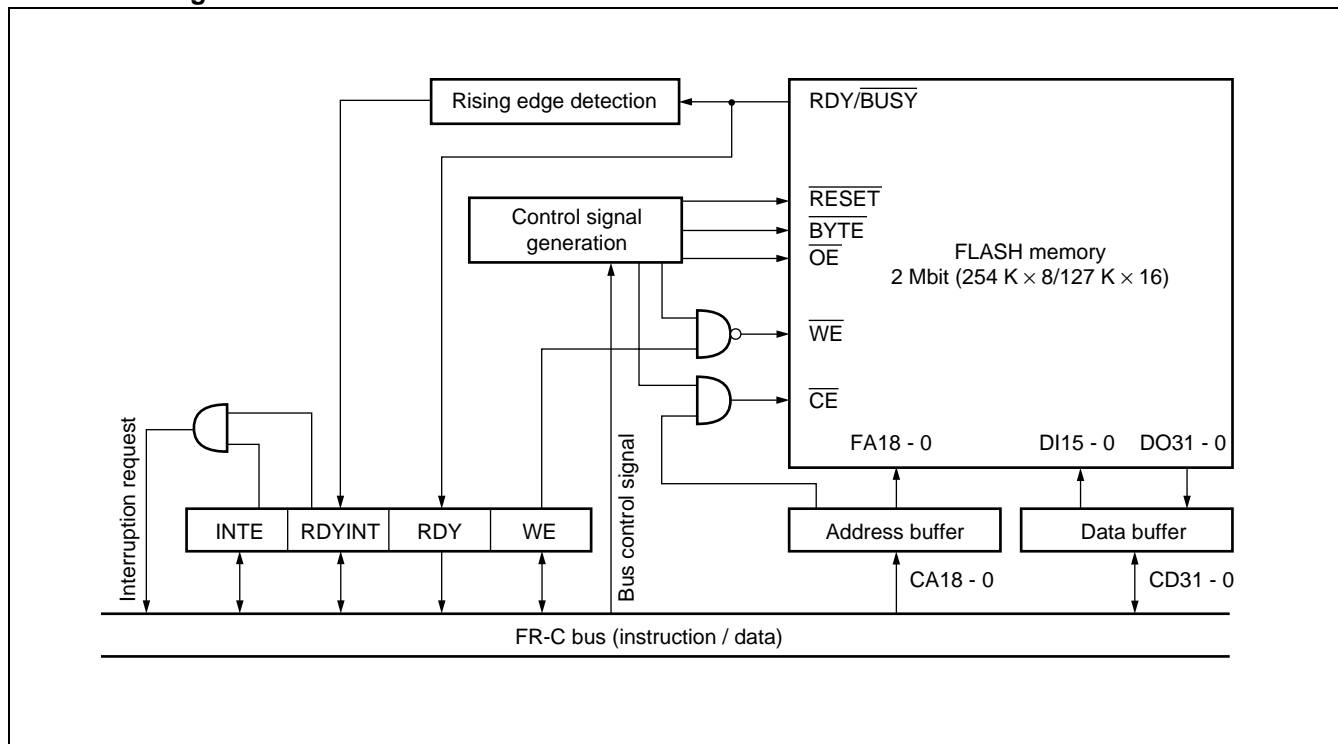 Rising edge detection
RDY/BUSY
RESET
BYTE
OE
WE
CE
Control signal
generation
FLASH memory
2 Mbit (254 K × 8/127 K × 16)
FA18 - 0
DI15 - 0
DO31 - 0
Interruption request
INTE
RDYINT
RDY
WE
Bus control signal
Address buffer
Data buffer
CA18 - 0
CD31 - 0
FR-C bus (instruction / data)